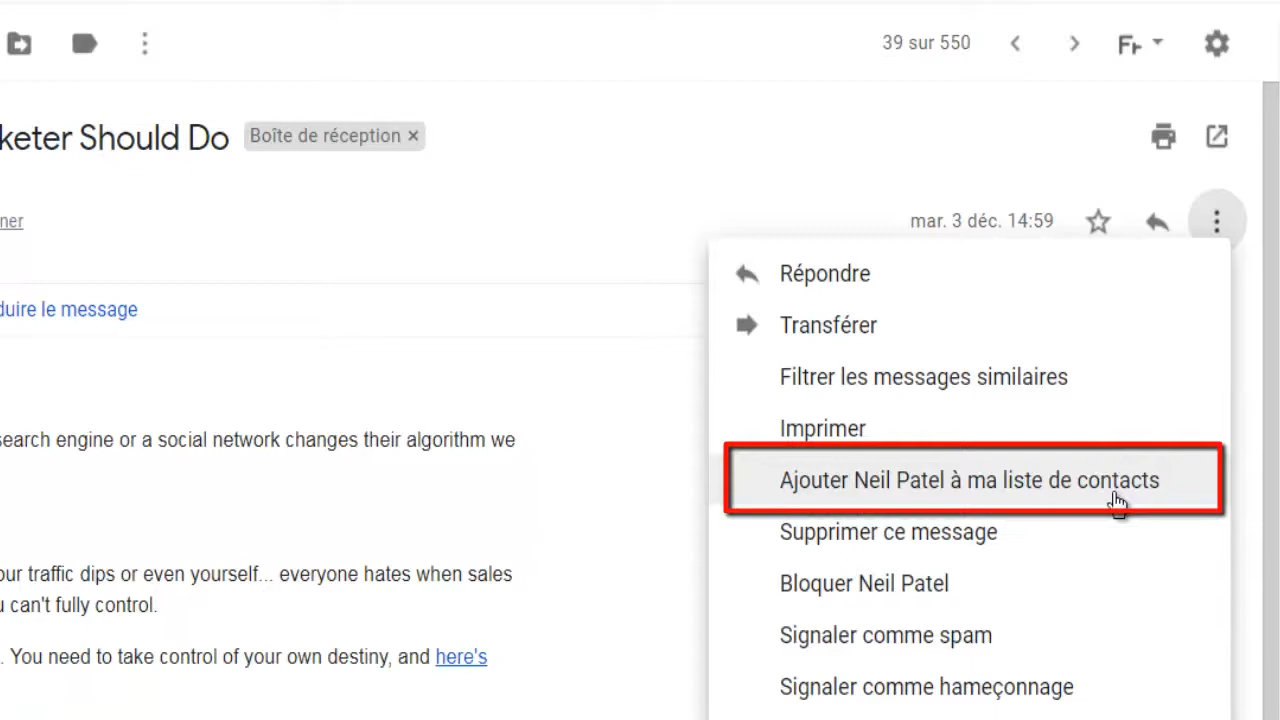 39 sur 550
Fr
keter Should Do
Boîte de réception ×
ner
mar. 3 déc. 14:59
duire le message
Répondre
Transférer
Filtrer les messages similaires
Imprimer
Ajouter Neil Patel à ma liste de contacts
Supprimer ce message
Bloquer Neil Patel
Signaler comme spam
Signaler comme hameçonnage
search engine or a social network changes their algorithm we
our traffic dips or even yourself... everyone hates when sales
u can't fully control.
. You need to take control of your own destiny, and here's